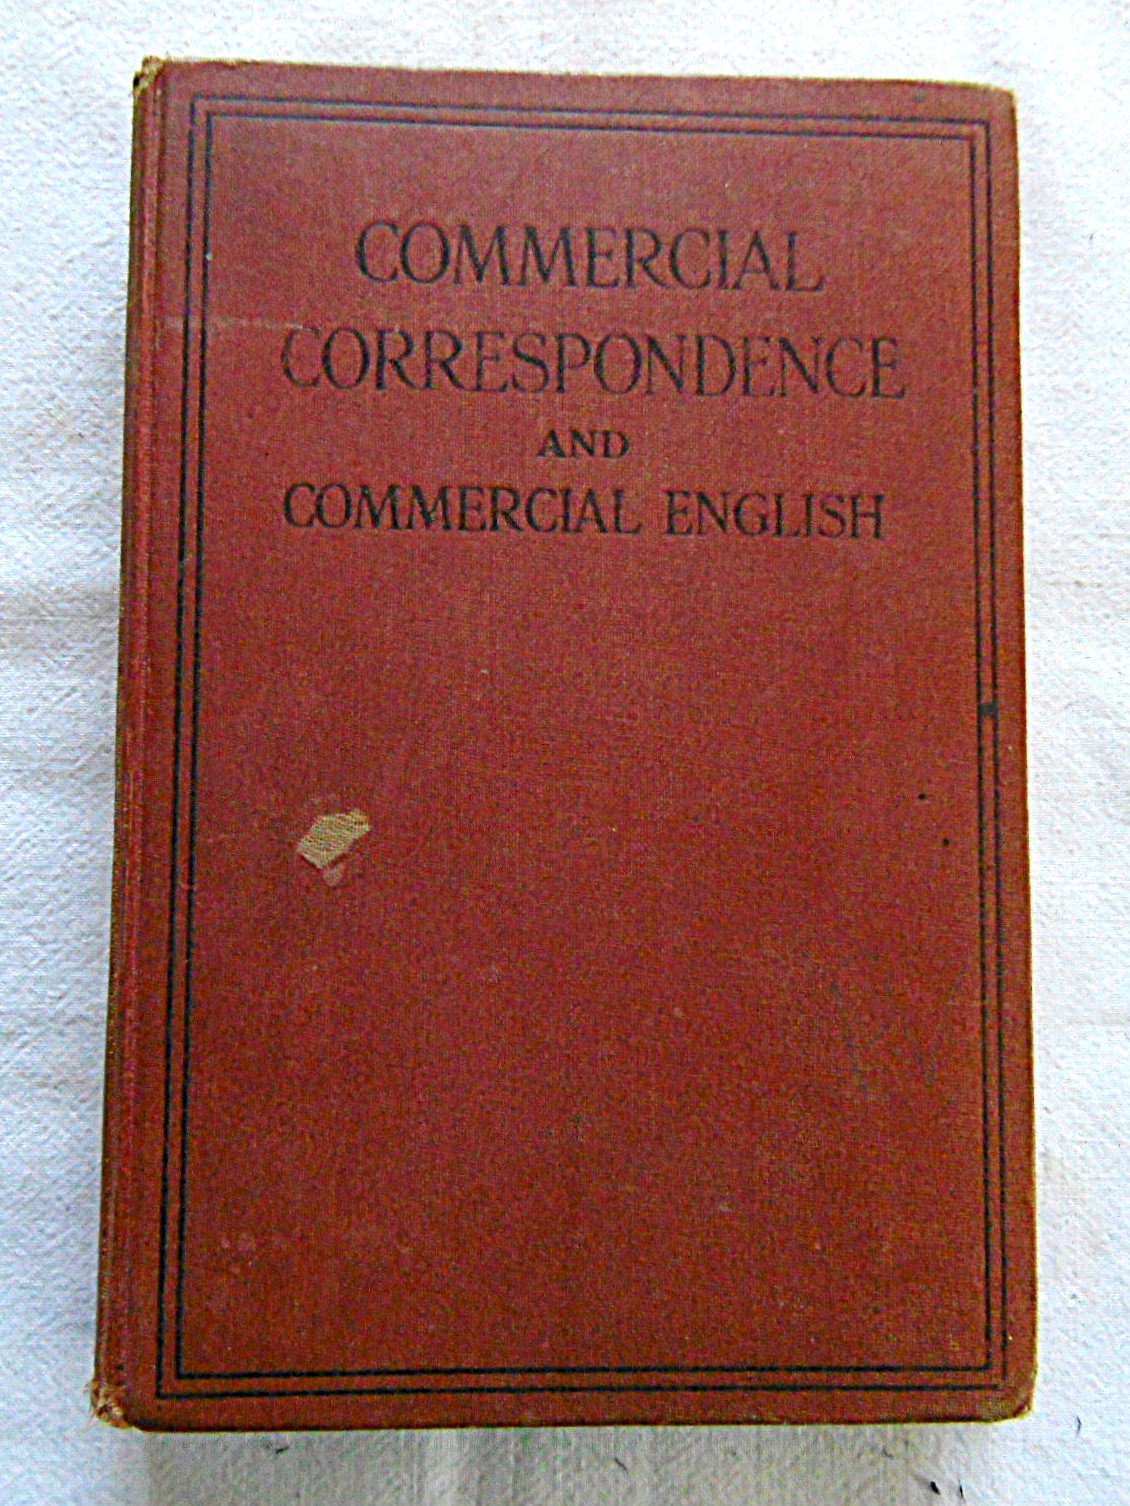 COMMERCIAL
CORRESPONDENCE
AND
COMMERCIAL ENGLISH